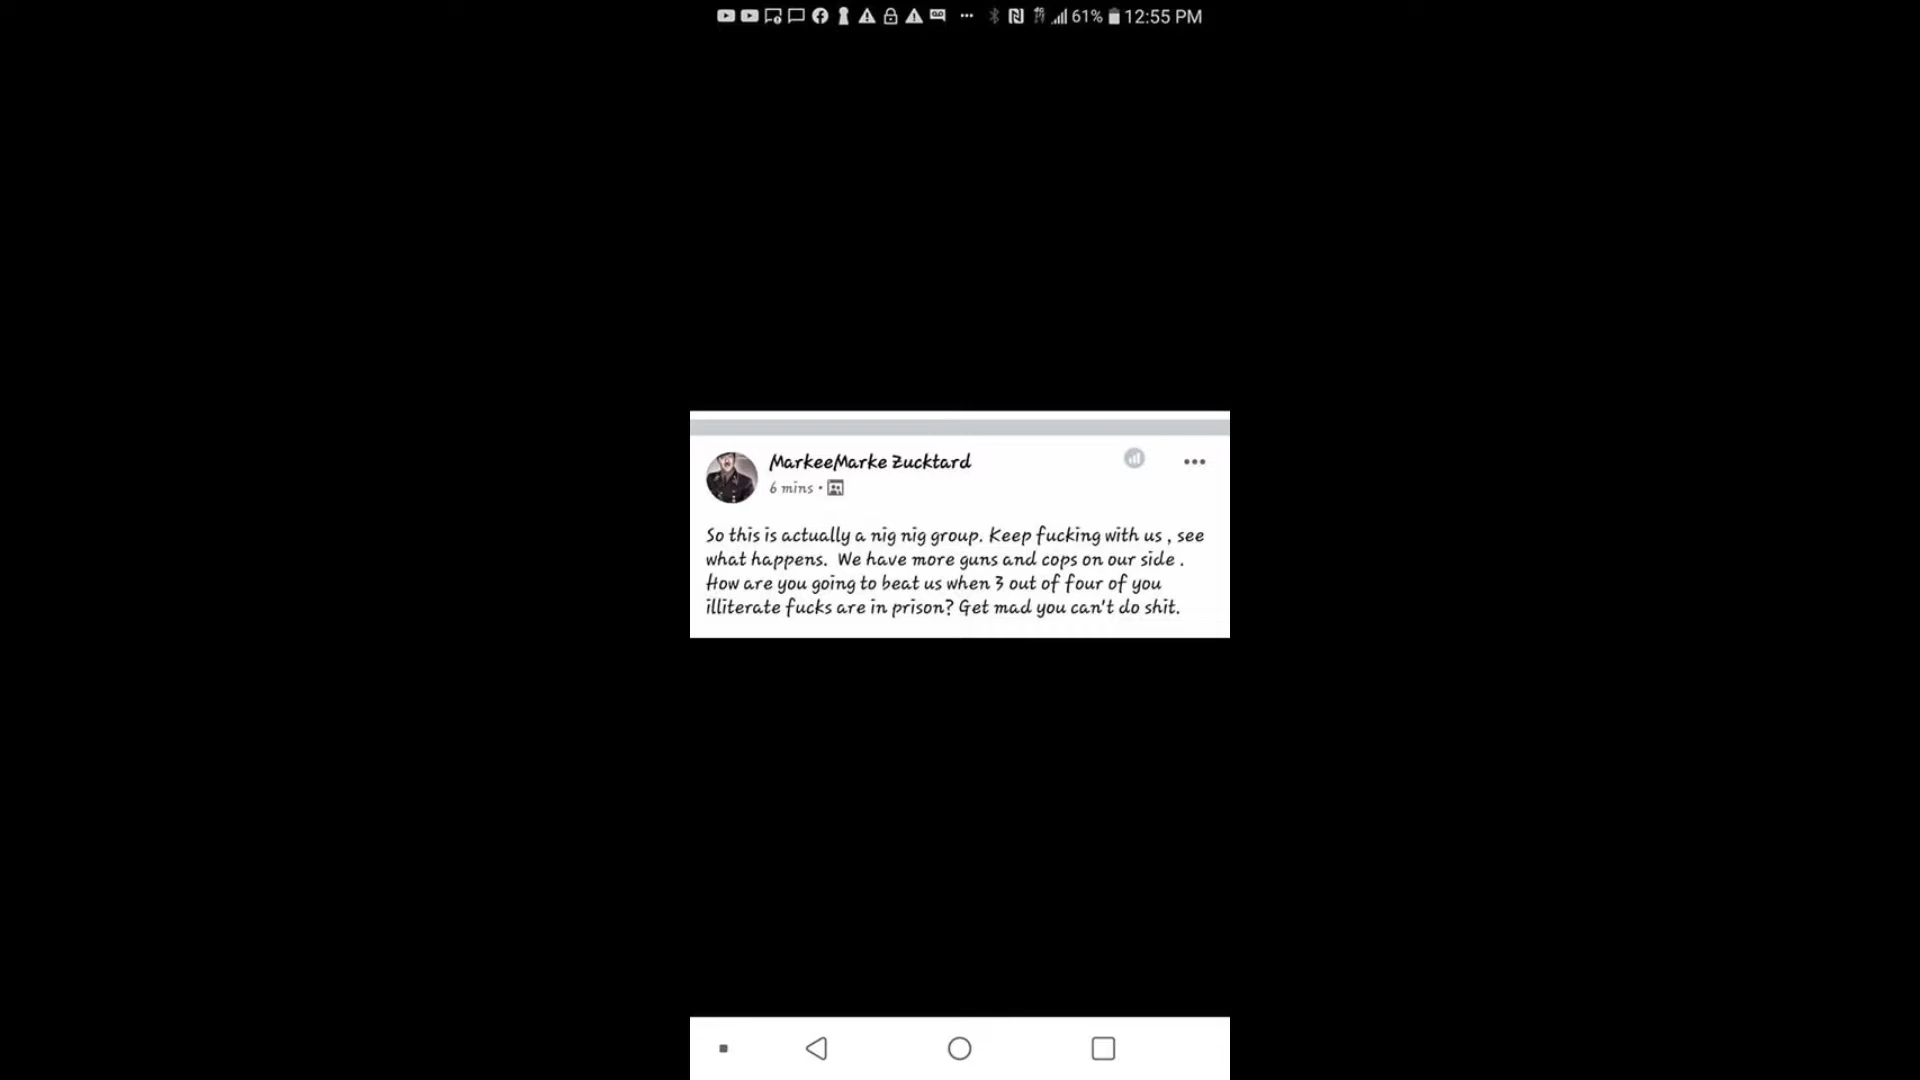 61% 12:55 PM
MarkeeMarke Zucktard
6 mins •
So this is actually a nig nig group. Keep fucking with us , see
what happens.  We have more guns and cops on our side .
How are you going to beat us when 3 out of four of you
illiterate fucks are in prison? Get mad you can't do shit.